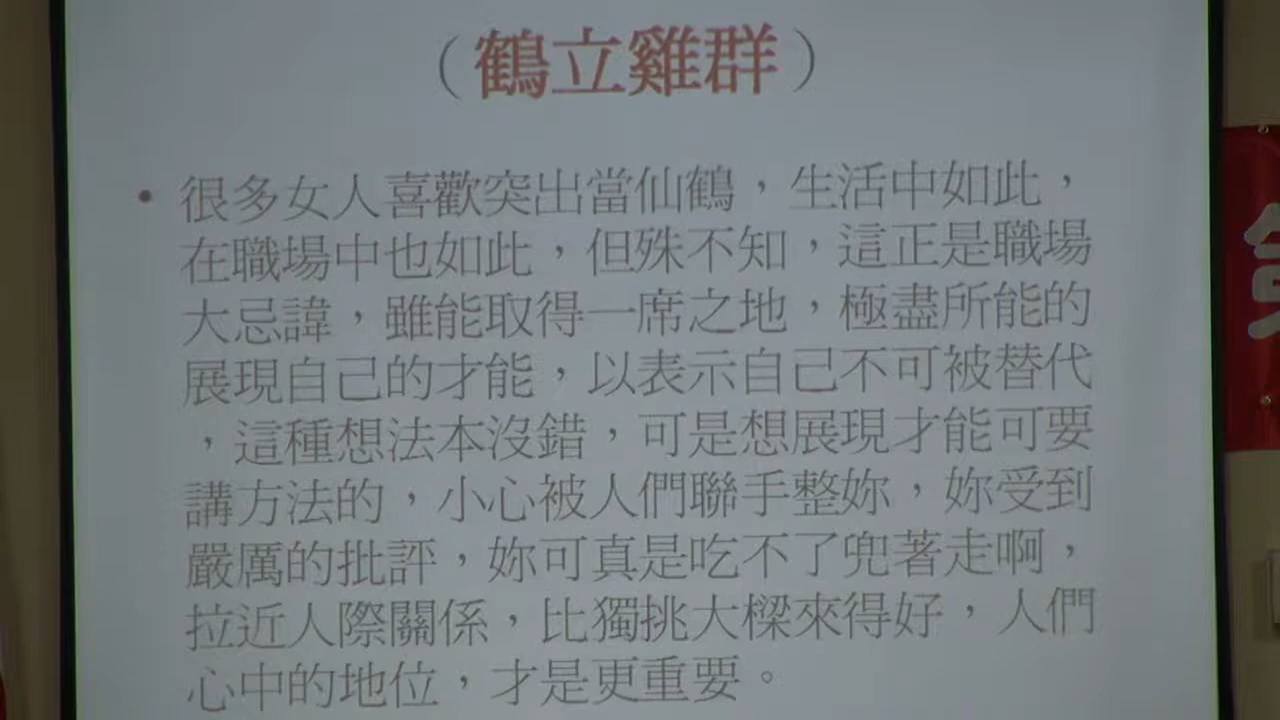 （鶴立雞群）
• 很多女人喜歡突出當仙鶴，生活中如此，
在職場中也如此，但殊不知，這正是職場
大忌諱，雖能取得一席之地，極盡所能的
展現自己的才能，以表示自己不可被替代
，這種想法本沒錯，可是想展現才能可要
講方法的，小心被人們聯手整妳，妳受到
嚴厲的批評，妳可真是吃不了兜著走啊，
拉近人際關係，比獨挑大樑來得好，人們
心中的地位，才是更重要。